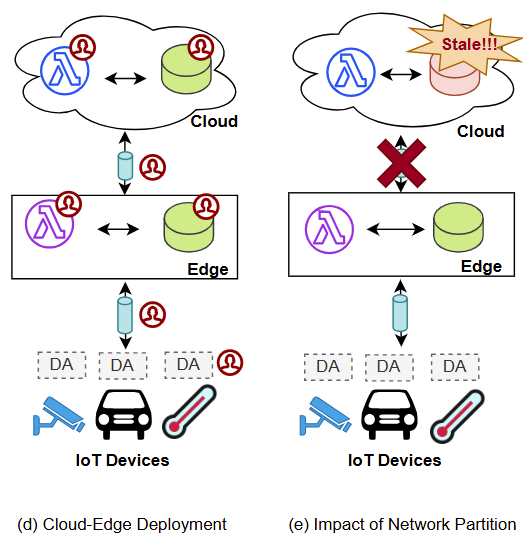 Stale!!!
Cloud
Cloud
Edge
Edge
DA DA DA
DA DA DA
IoT Devices
IoT Devices
(d) Cloud-Edge Deployment
(e) Impact of Network Partition